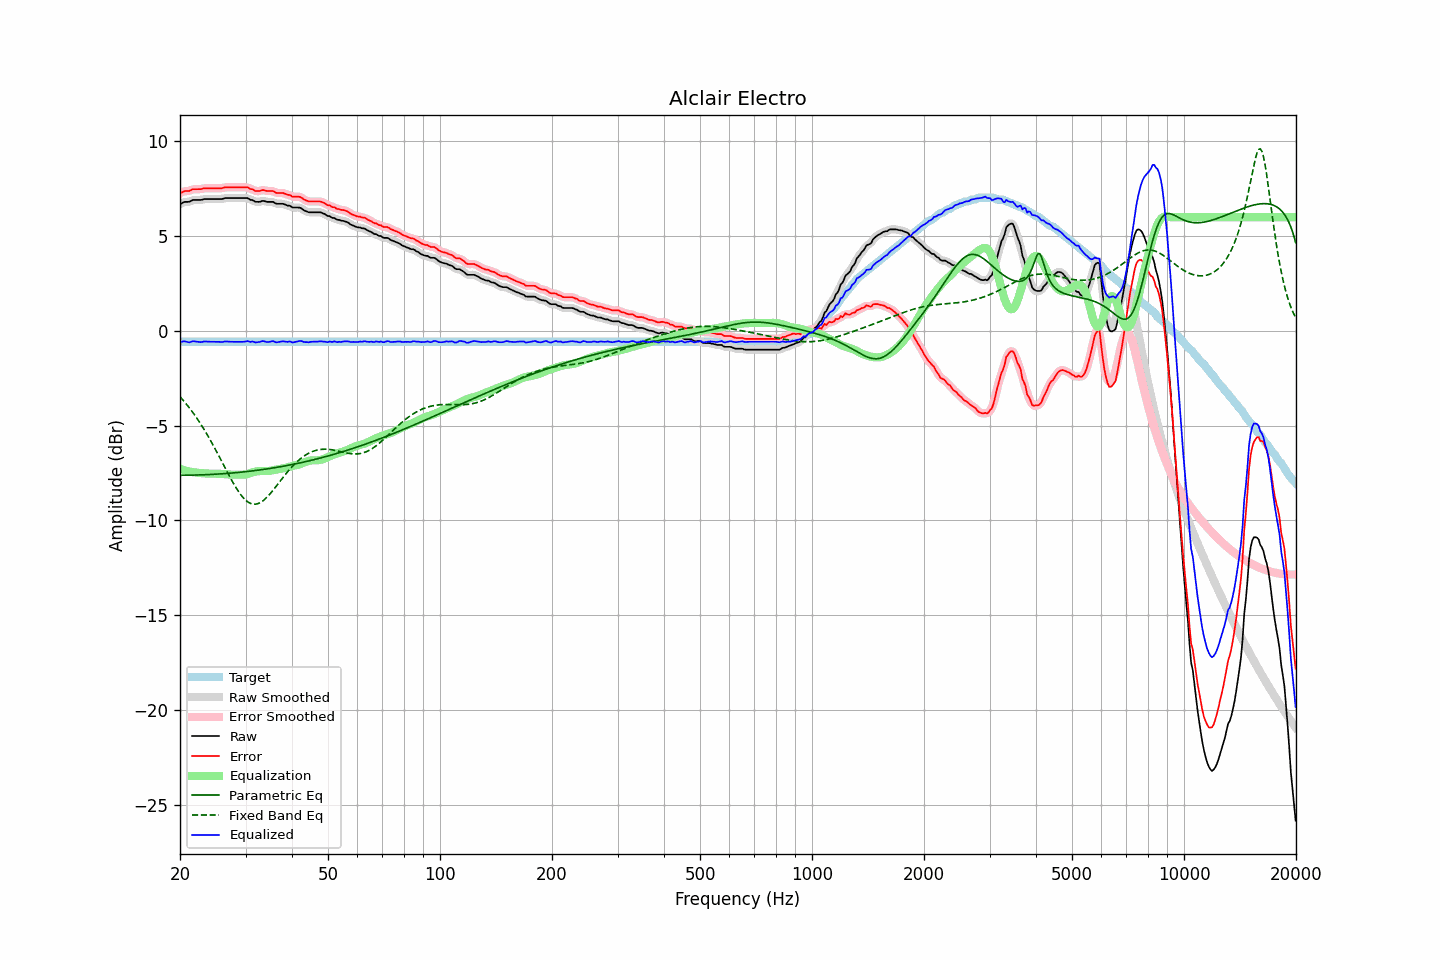 Alclair Electro
10
5
0
−5
−10
−15
−20
−25
Amplitude (dBr)
Target
Raw Smoothed
Error Smoothed
Raw
Error
Equalization
Parametric Eq
Fixed Band Eq
Equalized
20 50 100 200 500 1000 2000 5000 10000 20000
Frequency (Hz)